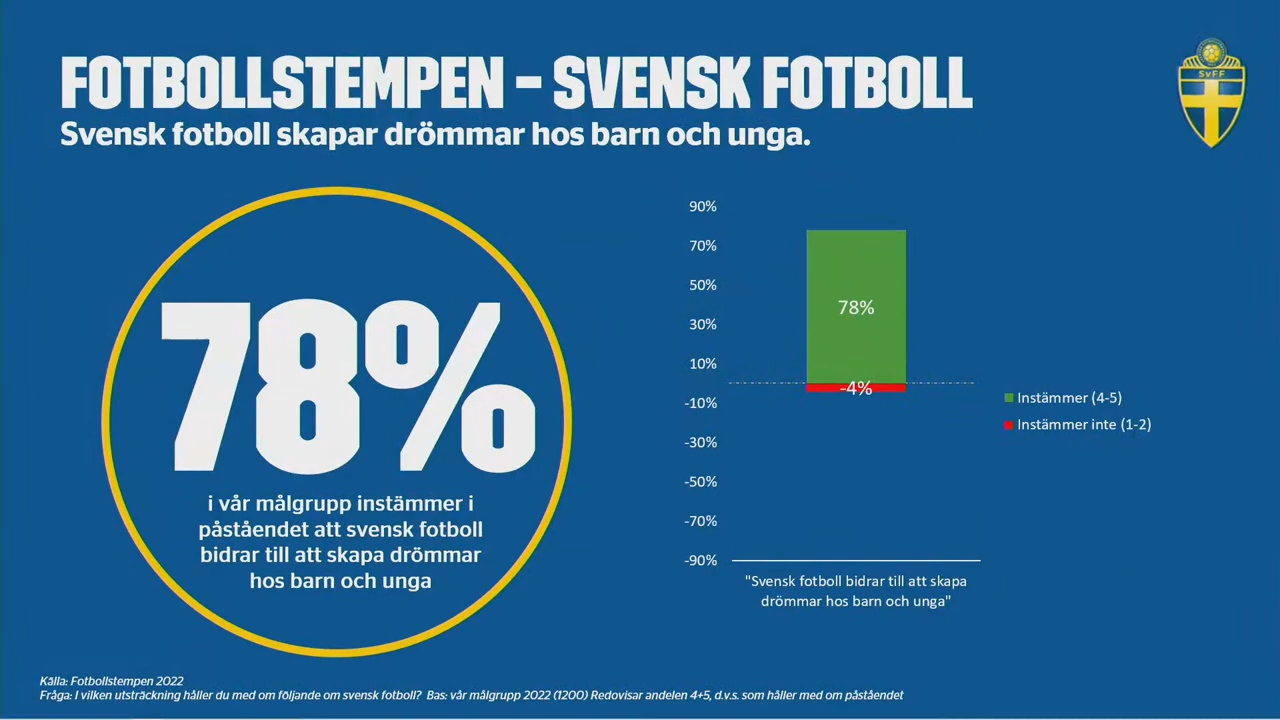 FOTBOLLSTEMPEN – SVENSK FOTBOLL
Svensk fotboll skapar drömmar hos barn och unga.
SvFF
78%
i vår målgrupp instämmer i
påståendet att svensk fotboll
bidrar till att skapa drömmar
hos barn och unga
90%
70%
50%
30%
10%
-10%
-30%
-50%
-70%
-90%
78%
-4%
"Svensk fotboll bidrar till att skapa
drömmar hos barn och unga"
Instämmer (4-5)
Instämmer inte (1-2)
Källa: Fotbollstempen 2022
Fråga: I vilken utsträckning håller du med om följande om svensk fotboll? Bas: vår målgrupp 2022 (1200) Redovisar andelen 4+5, d.v.s. som håller med om påståendet